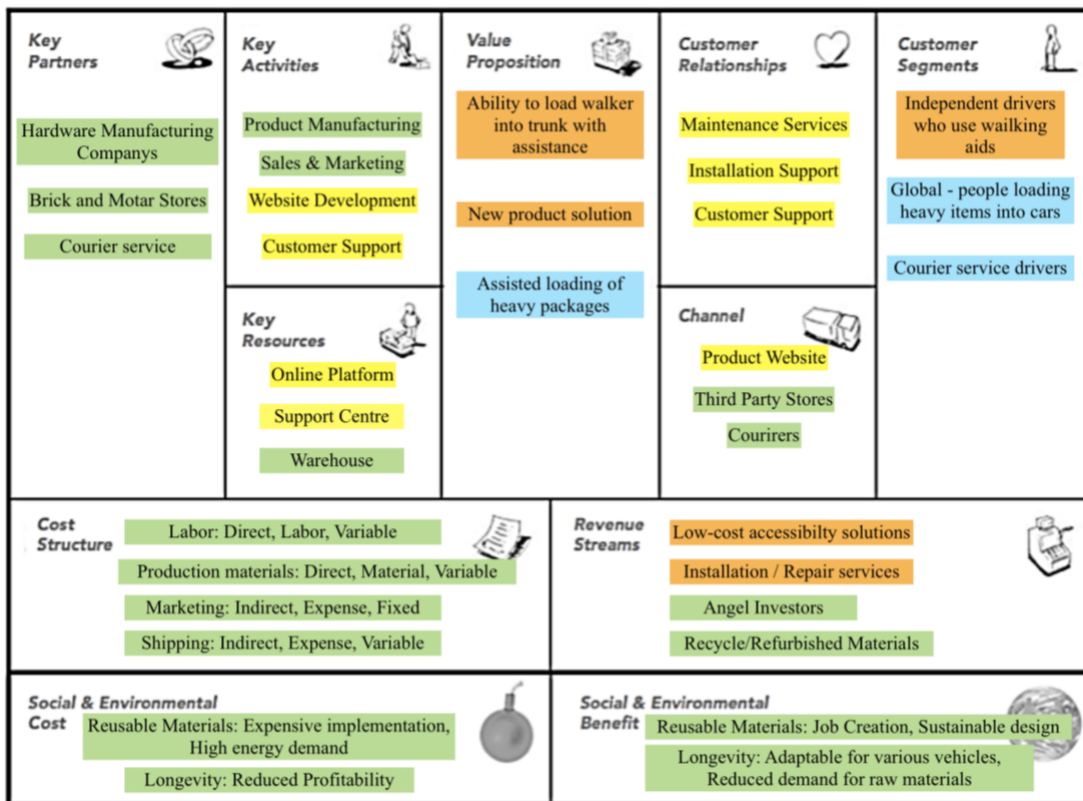 Key
Partners
Hardware Manufacturing
Companys
Brick and Motar Stores
Courier service
Key
Activities
Product Manufacturing
Sales & Marketing
Website Development
Customer Support
Key
Resources
Online Platform
Support Centre
Warehouse
Value
Proposition
Ability to load walker
into trunk with
assistance
New product solution
Assisted loading of
heavy packages
Customer
Relationships
Maintenance Services
Installation Support
Customer Support
Channel
Product Website
Third Party Stores
Courirers
Customer
Segments
Independent drivers
who use wailking
aids
Global - people loading
heavy items into cars
Courier service drivers
Cost
Structure
Labor: Direct, Labor, Variable
Production materials: Direct, Material, Variable
Marketing: Indirect, Expense, Fixed
Shipping: Indirect, Expense, Variable
Revenue
Streams
Low-cost accessibilty solutions
Installation / Repair services
Angel Investors
Recycle/Refurbished Materials
Social & Environmental
Cost
Reusable Materials: Expensive implementation,
High energy demand
Longevity: Reduced Profitability
Social & Environmental
Benefit
Reusable Materials: Job Creation, Sustainable design
Longevity: Adaptable for various vehicles,
Reduced demand for raw materials